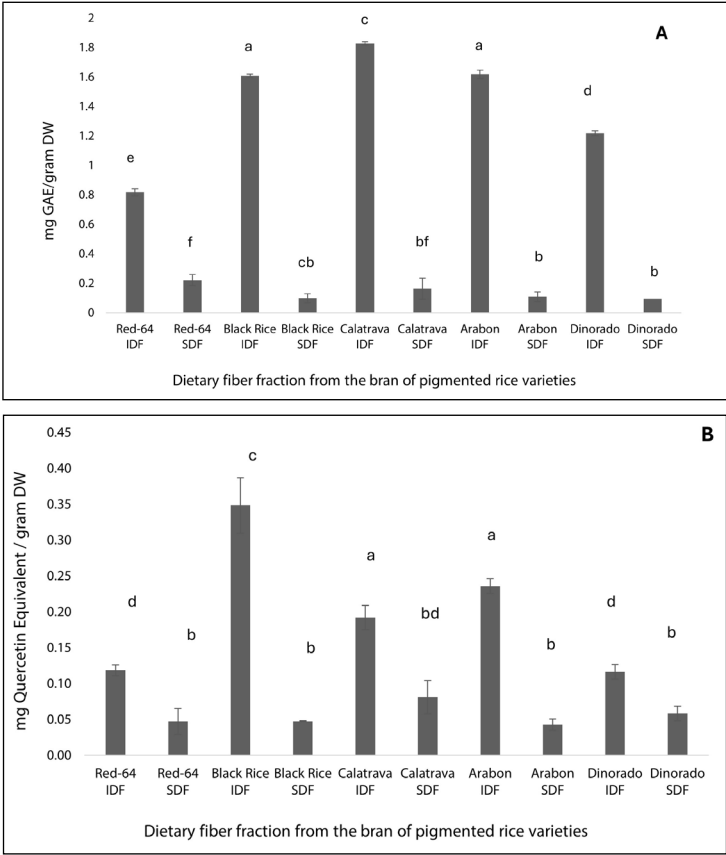 A
mg GAE/gram DW
2
1.8
1.6
1.4
1.2
1
0.8
0.6
0.4
0.2
0
e
f
a
cb
c
bf
a
b
d
b
Red-64
IDF
Red-64
SDF
Black Rice
IDF
Black Rice
SDF
Calatrava
IDF
Calatrava
SDF
Arabon
IDF
Arabon
SDF
Dinorado
IDF
Dinorado
SDF
Dietary fiber fraction from the bran of pigmented rice varieties
B
mg Quercetin Equivalent / gram DW
0.45
0.40
0.35
0.30
0.25
0.20
0.15
0.10
0.05
0.00
d
b
c
b
a
bd
a
b
d
b
Red-64
IDF
Red-64
SDF
Black Rice
IDF
Black Rice
SDF
Calatrava
IDF
Calatrava
SDF
Arabon
IDF
Arabon
SDF
Dinorado
IDF
Dinorado
SDF
Dietary fiber fraction from the bran of pigmented rice varieties